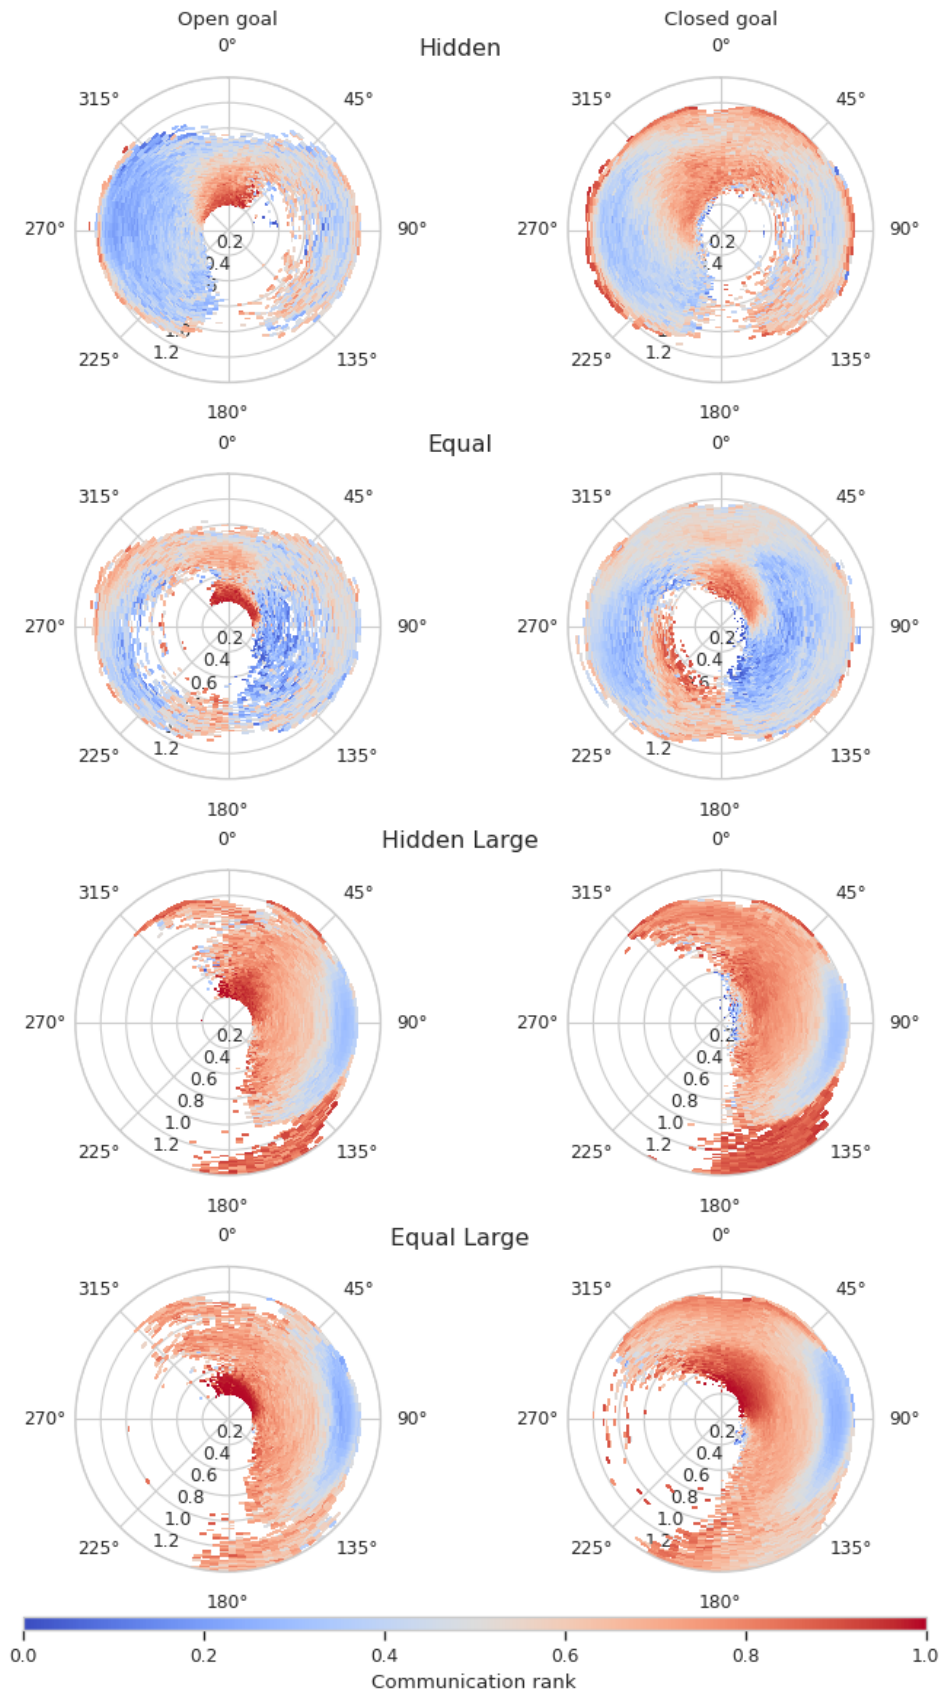 Open goal Closed goal
0° Hidden 0°
315° 45° 315° 45°
270° 90° 270° 90°
0.2 0.2
0.4 .4
1.2 1.2
225° 135° 225° 135°
180° 180°
Equal
0° 0°
315° 45° 315° 45°
270° 90° 270° 90°
0.2 0.2
0.4 0.4
0.6 .6
1.2 1.2
225° 135° 225° 135°
180° 180°
Hidden Large
0° 0°
315° 45° 315° 45°
270° 90° 270° 90°
0.2 0.2
0.4 0.4
0.6 0.6
0.8 0.8
1.0 1.0
1.2 1.2
225° 135° 225° 135°
180° 180°
0° Equal Large 0°
315° 45° 315° 45°
270° 90° 270° 90°
0.2 0.2
0.4 0.4
0.6 0.6
0.8 0.8
1.0 1.0
1.2 1.2
225° 135° 225° 135°
180° 180°
0.0 0.2 0.4 0.6 0.8 1.0
Communication rank